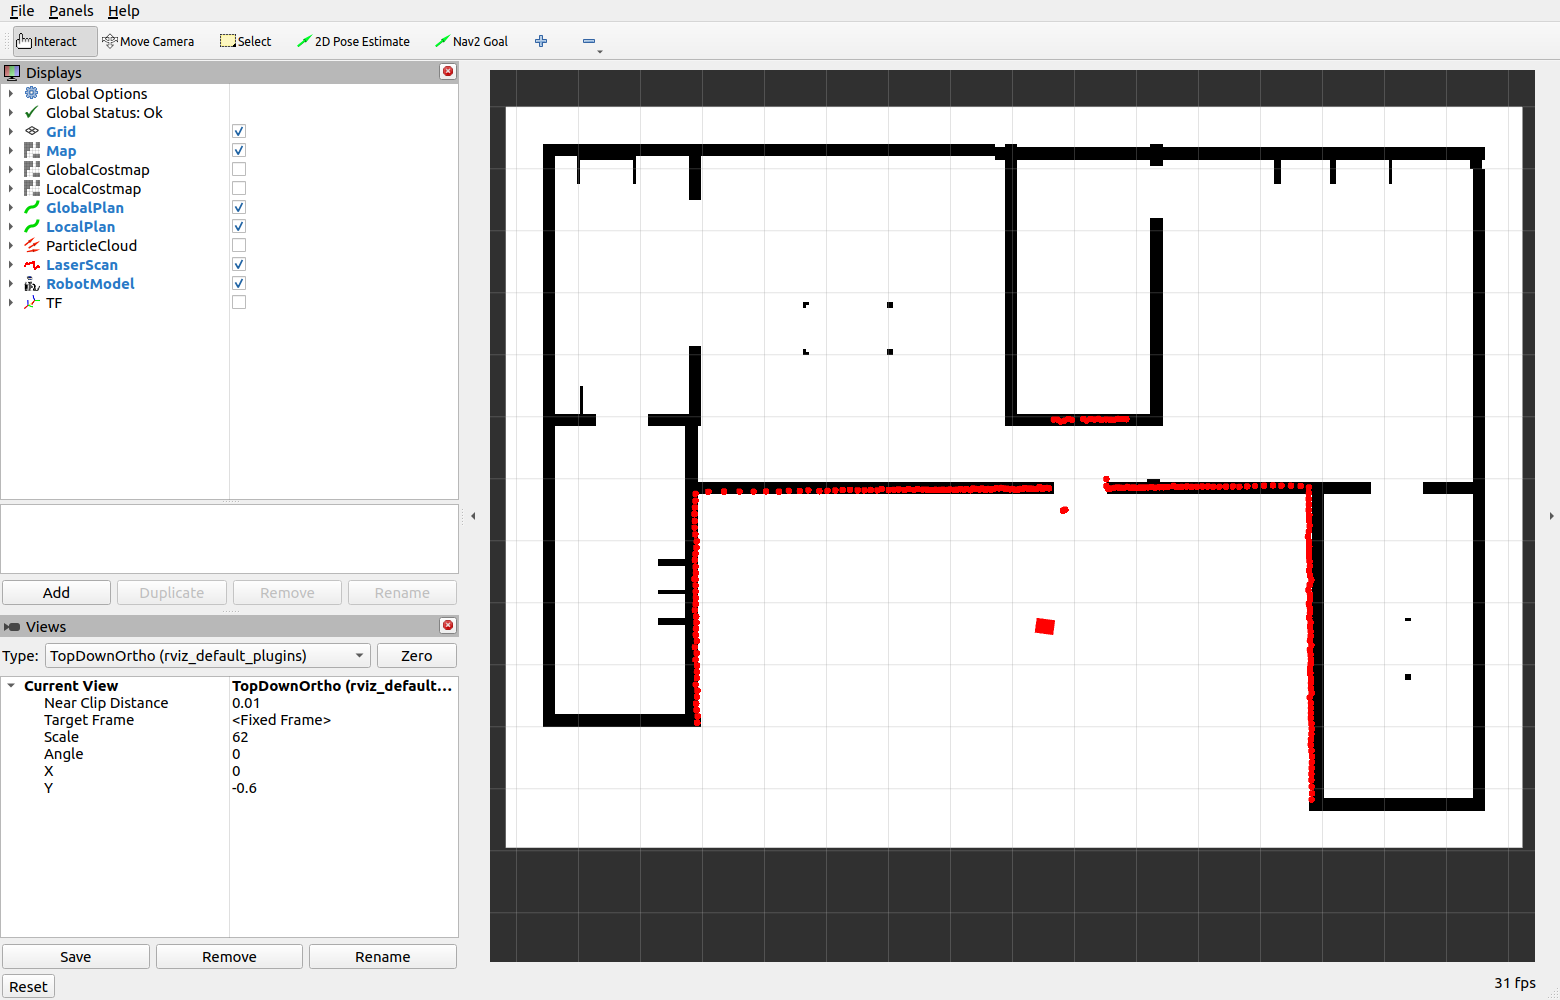 File Panels Help
Interact Move Camera Select 2D Pose Estimate Nav2 Goal
Displays
Global Options
Global Status: Ok
Grid
Map
GlobalCostmap
LocalCostmap
GlobalPlan
LocalPlan
ParticleCloud
LaserScan
RobotModel
TF
Add Duplicate Remove Rename
Views
Type: TopDownOrtho (rviz_default_plugins) Zero
Current View TopDownOrtho (rviz_default...
Near Clip Distance 0.01
Target Frame <Fixed Frame>
Scale 62
Angle 0
X 0
Y -0.6
Save Remove Rename
Reset 31 fps